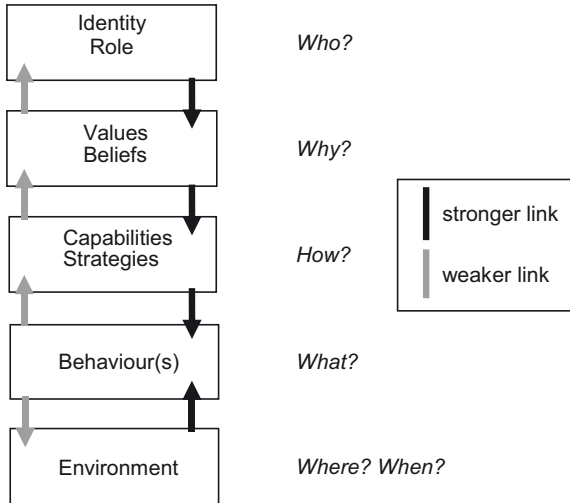 Identity
Role
Who?
Values
Beliefs
Why?
Capabilities
Strategies
How?
stronger link
weaker link
Behaviour(s)
What?
Environment
Where? When?